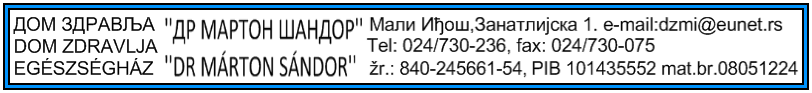 ДОМ ЗДРАВЉА "ДР МАРТОН ШАНДОР" Мали Иђош,Занатлијска 1. e-mail:dzmi@eunet.rs
DOM ZDRAVLJA Tel: 024/730-236, fax: 024/730-075
EGÉSZSÉGHÁZ "DR MÁRTON SÁNDOR" žr.: 840-245661-54, PIB 101435552 mat.br.08051224